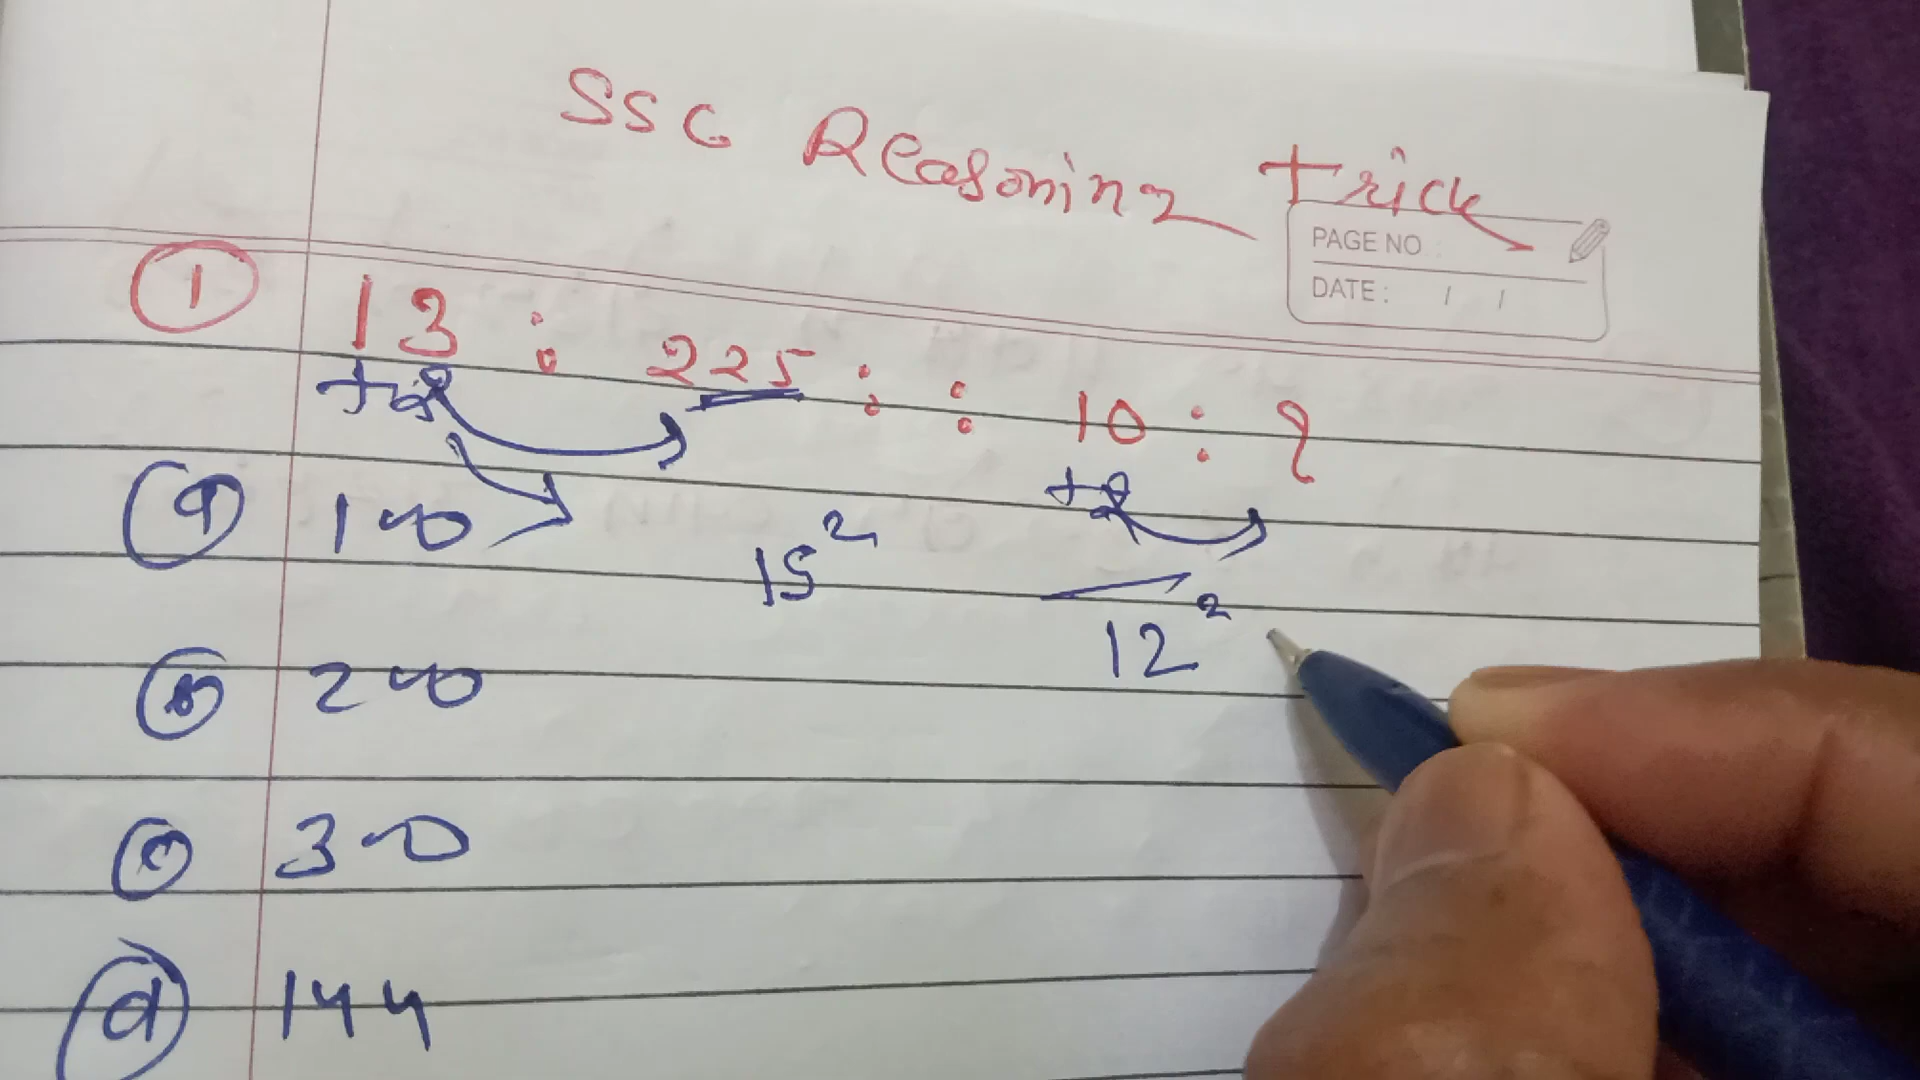 SSC Reasoning Trick
PAGE NO :
DATE: / /
① 13 : 225 : : 10 : ?
+2 +2
ⓐ 100
15² 12²
ⓑ 200
ⓒ 300
ⓓ 144